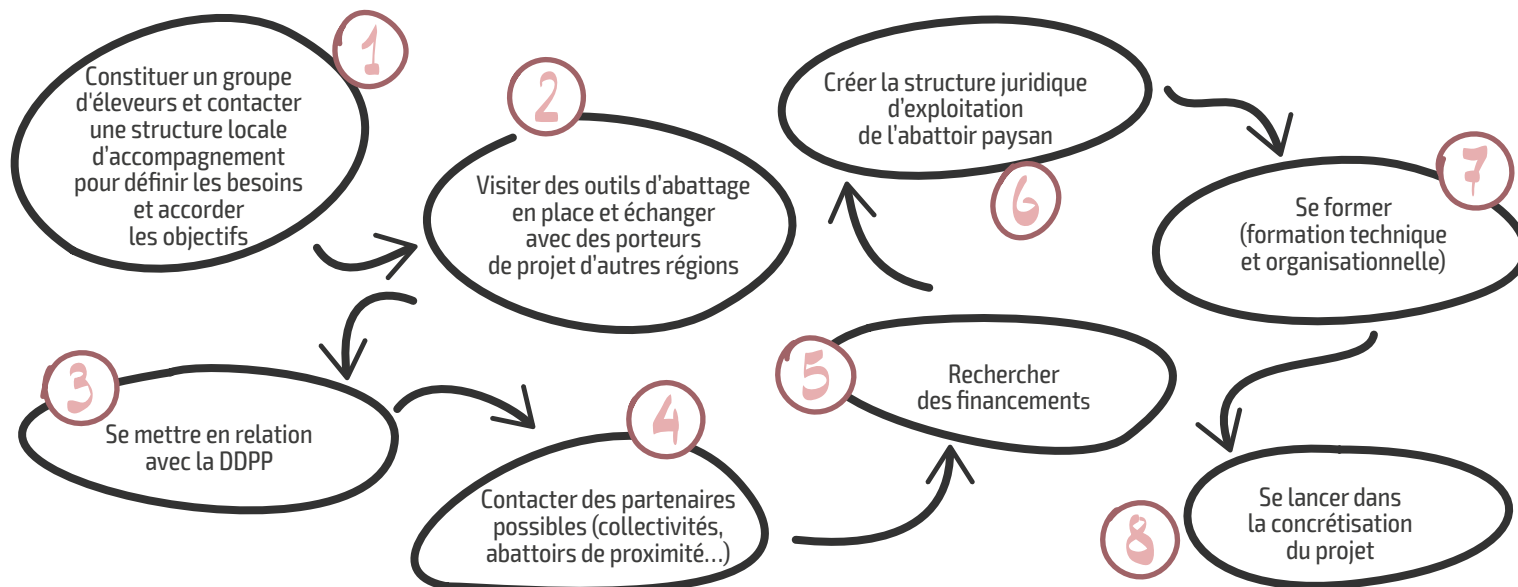 1
Constituer un groupe
d'éleveurs et contacter
une structure locale
d'accompagnement
pour définir les besoins
et accorder
les objectifs
2
Visiter des outils d'abattage
en place et échanger
avec des porteurs
de projet d'autres régions
3
Se mettre en relation
avec la DDPP
4
Contacter des partenaires
possibles (collectivités,
abattoirs de proximité…)
5
Rechercher
des financements
6
Créer la structure juridique
d'exploitation
de l'abattoir paysan
7
Se former
(formation technique
et organisationnelle)
8
Se lancer dans
la concrétisation
du projet